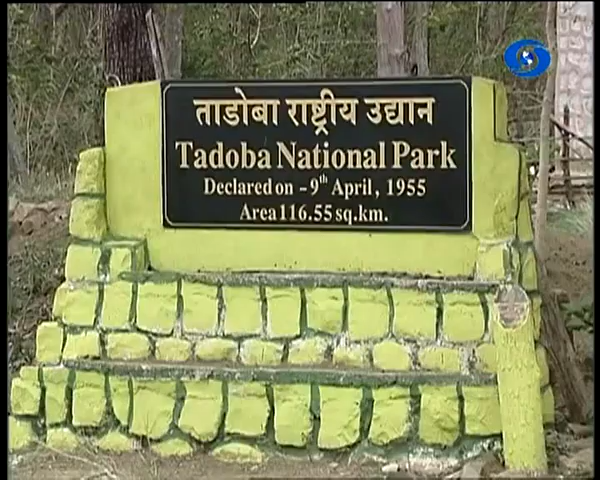 ताडोबा राष्ट्रीय उद्यान
Tadoba National Park
Declared on - 9th April, 1955
Area 116.55 sq.km.